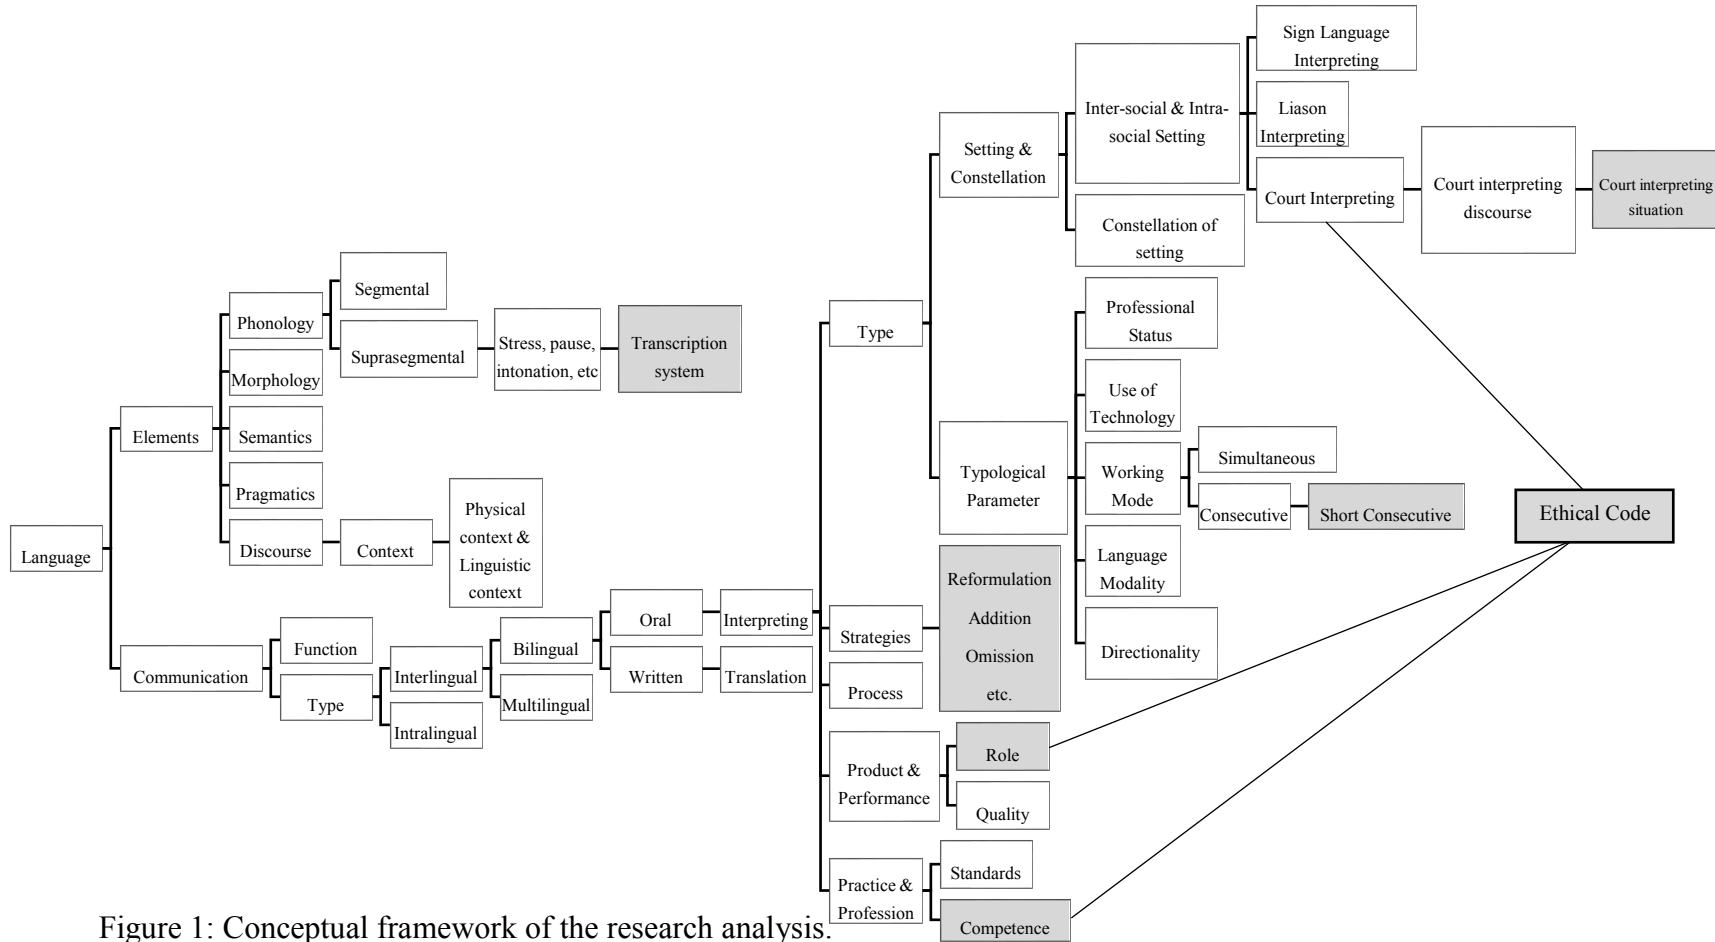 Sign Language
Interpreting
Liason
Interpreting
Inter-social & Intra-
social Setting
Setting &
Constellation
Court Interpreting
Court interpreting
discourse
Court interpreting
situation
Constellation of
setting
Segmental
Phonology
Suprasegmental
Stress, pause,
intonation, etc
Transcription
system
Type
Professional
Status
Morphology
Use of
Technology
Elements
Semantics
Typological
Parameter
Working
Mode
Simultaneous
Consecutive
Short Consecutive
Ethical Code
Pragmatics
Language
Discourse
Context
Physical
context &
Linguistic
context
Language
Modality
Reformulation
Addition
Omission
etc.
Oral
Interpreting
Strategies
Directionality
Function
Bilingual
Communication
Interlingual
Written
Translation
Process
Type
Multilingual
Intralingual
Product &
Performance
Role
Quality
Standards
Practice &
Profession
Competence
Figure 1: Conceptual framework of the research analysis.